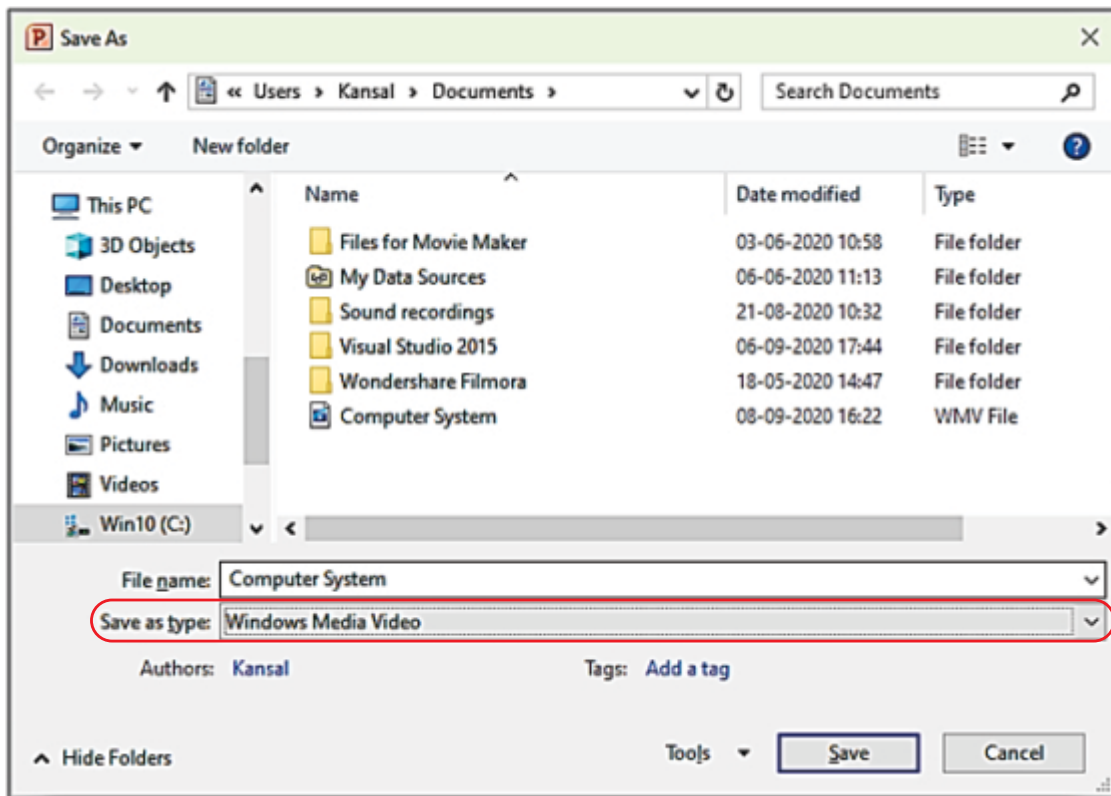 Save As
« Users › Kansal › Documents ›
Search Documents
Organize
New folder
This PC
3D Objects
Desktop
Documents
Downloads
Music
Pictures
Videos
Win10 (C:)
Name Date modified Type
Files for Movie Maker 03-06-2020 10:58 File folder
My Data Sources 06-06-2020 11:13 File folder
Sound recordings 21-08-2020 10:32 File folder
Visual Studio 2015 06-09-2020 17:44 File folder
Wondershare Filmora 18-05-2020 14:47 File folder
Computer System 08-09-2020 16:22 WMV File
File name: Computer System
Save as type: Windows Media Video
Authors: Kansal Tags: Add a tag
Hide Folders Tools Save Cancel